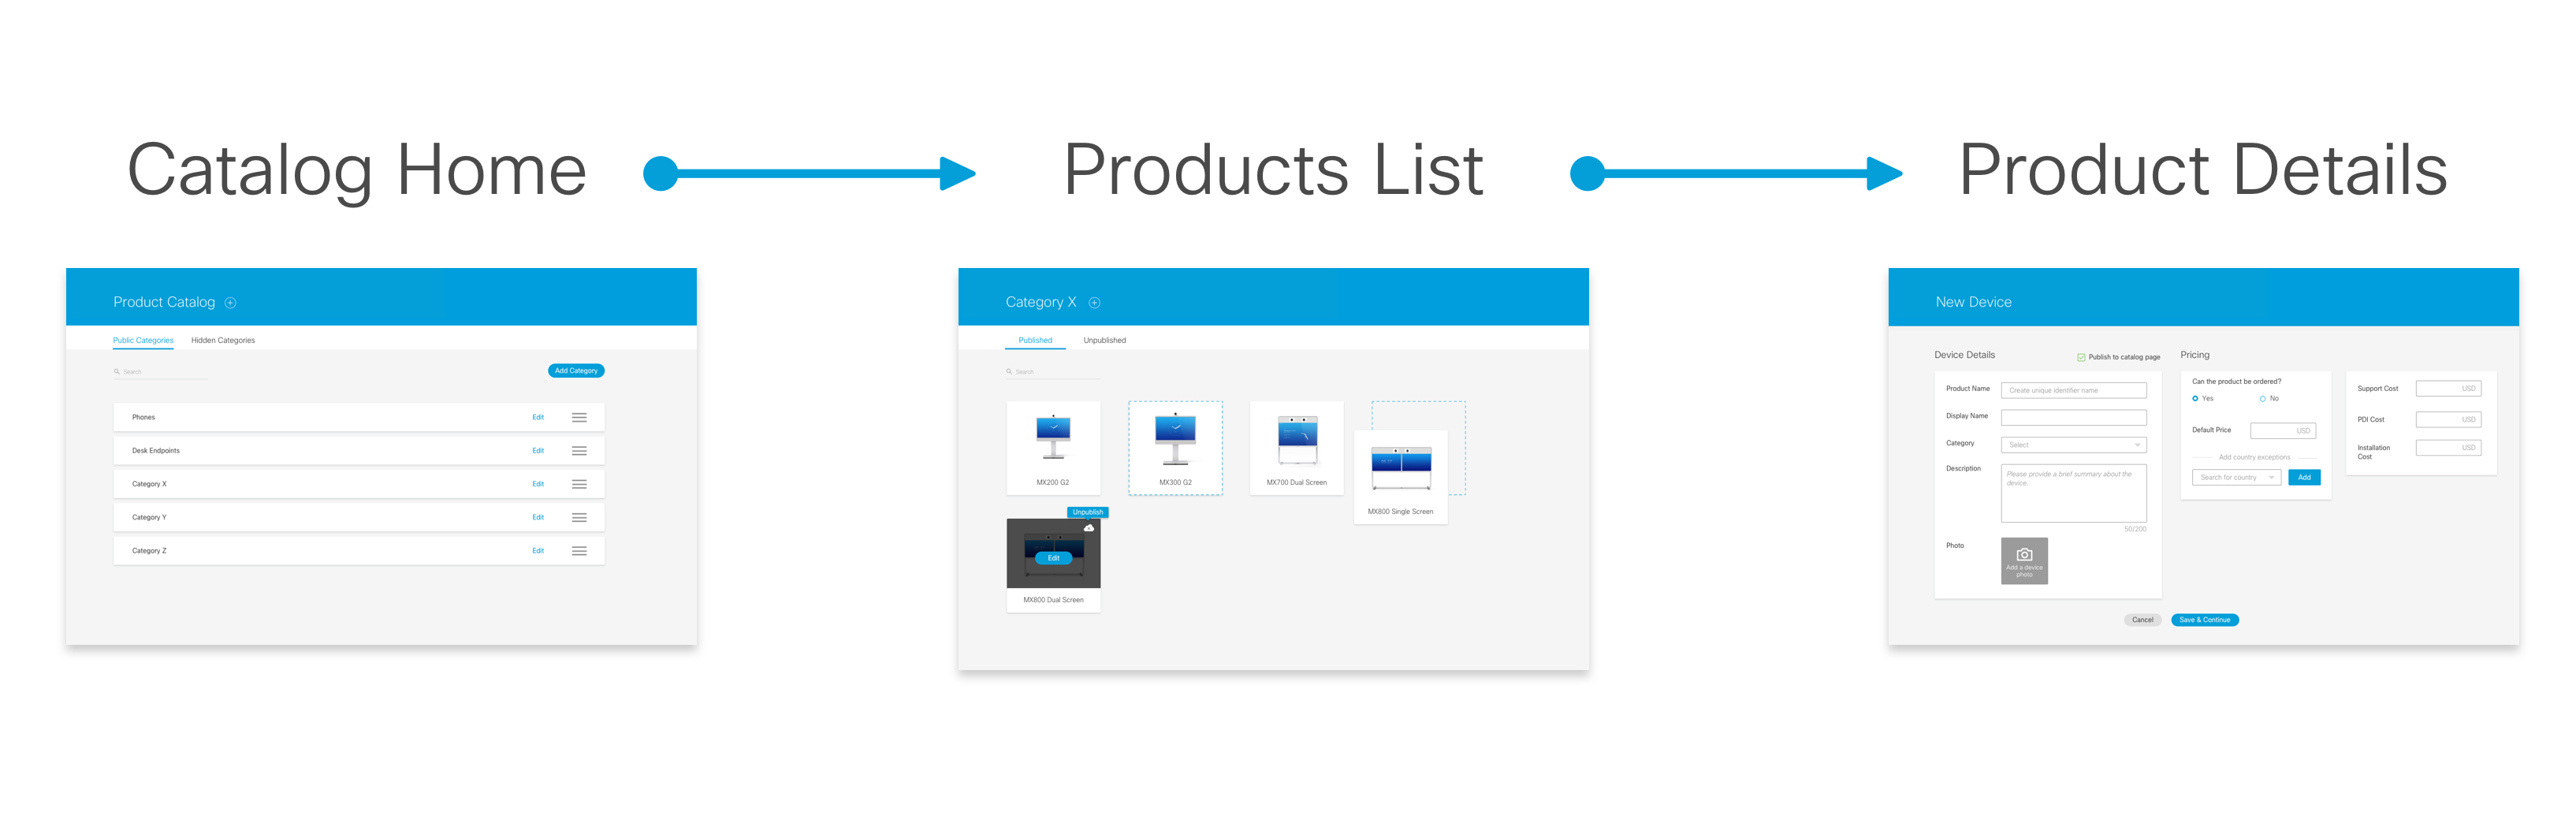 Catalog Home
Products List
Product Details
Product Catalog
Public Categories
Hidden Categories
Search
Add Category
Phones
Edit
Desk Endpoints
Edit
Category X
Edit
Category Y
Edit
Category Z
Edit
Category X
Published
Unpublished
Search
MX200 G2
MX300 G2
MX700 Dual Screen
MX800 Single Screen
Unpublish
Edit
MX800 Dual Screen
New Device
Device Details
Publish to catalog page
Product Name
Create unique identifier name
Display Name
Category
Select
Description
Please provide a brief summary about the
device.
50/200
Photo
Add a device
photo
Pricing
Can the product be ordered?
Yes
No
Default Price
USD
Add country exceptions
Search for country
Add
Support Cost
USD
PDI Cost
USD
Installation
Cost
USD
Cancel
Save & Continue